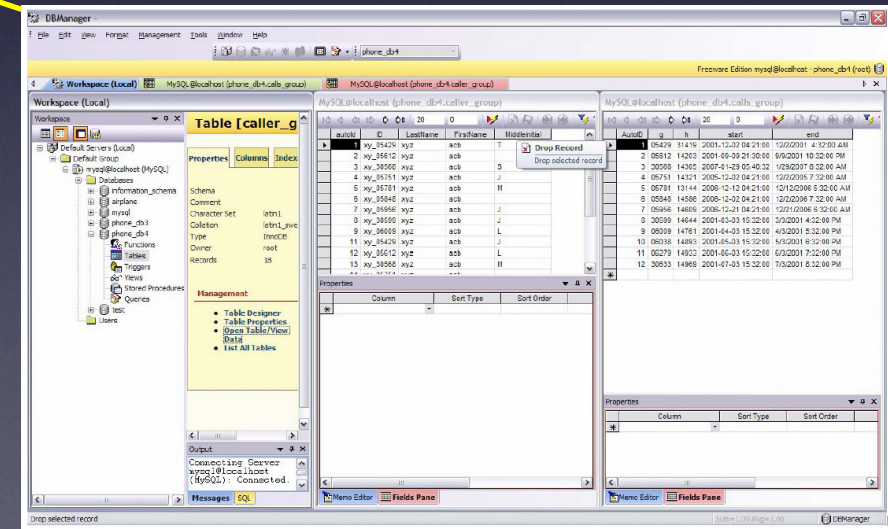 DBManager -
File Edit View Format Management Tools Window Help
phone_db4
Freeware Edition mysql@localhost - phone_db4 (root)
Workspace (Local)
MySQL@localhost (phone_db4.calls_group)
MySQL@localhost (phone_db4.caller_group)
Workspace (Local)
Workspace
Default Servers (Local)
Default Group
mysql@localhost (MySQL)
Databases
information_schema
airplane
mysql
phone_db3
phone_db4
Functions
Tables
Triggers
Views
Stored Procedures
Queries
test
Users
Table [caller_g
Properties Columns Index
Schema
Comment
Character Set latin1
Collation latin1_swe
Type InnoDB
Owner root
Records 18
Management
Table Designer
Table Properties
Open Table/View Data
List All Tables
Output
Connecting Server
mysql@localhost
(MySQL): Connected.
Messages SQL
MySQL@localhost (phone_db4.caller_group)
20 0
autoId ID LastName FirstName MiddleInitial
1 xy_05429 xyz acb T
2 xy_05612 xyz acb
3 xy_30568 xyz acb S
4 xy_05751 xyz acb J
5 xy_05781 xyz acb M
6 xy_05848 xyz acb
7 xy_05956 xyz acb J
8 xy_30599 xyz acb J
9 xy_06009 xyz acb L
11 xy_05429 xyz acb J
12 xy_05612 xyz acb L
13 xy_30568 xyz acb M
Drop Record
Drop selected record
Properties
Column Sort Type Sort Order
Memo Editor Fields Pane
MySQL@localhost (phone_db4.calls_group)
20 0
AutoID g h start end
1 05429 31419 2001-12-02 04:21:00 12/2/2001 4:32:00 AM
2 05612 14203 2001-09-09 21:30:00 9/9/2001 10:32:00 PM
3 30568 14365 2007-01-29 05:40:32 1/29/2007 8:32:00 AM
4 05751 14321 2005-12-02 04:21:00 12/2/2005 7:32:00 AM
5 05781 13144 2006-12-12 04:21:00 12/12/2006 5:32:00 AM
6 05848 14586 2006-12-02 04:21:00 12/2/2006 7:32:00 AM
7 05956 14609 2006-12-21 04:21:00 12/21/2006 6:32:00 AM
8 30599 14644 2001-03-03 15:32:00 3/3/2001 4:32:00 PM
9 06009 14761 2001-04-03 15:32:00 4/3/2001 5:32:00 PM
10 06038 14893 2001-05-03 15:32:00 5/3/2001 6:32:00 PM
11 06279 14933 2001-06-03 15:32:00 6/3/2001 7:32:00 PM
12 30633 14969 2001-07-03 15:32:00 7/3/2001 8:32:00 PM
Properties
Column Sort Type Sort Order
Memo Editor Fields Pane
Drop selected record
Sum=1.00 Avg=1.00
DBManager